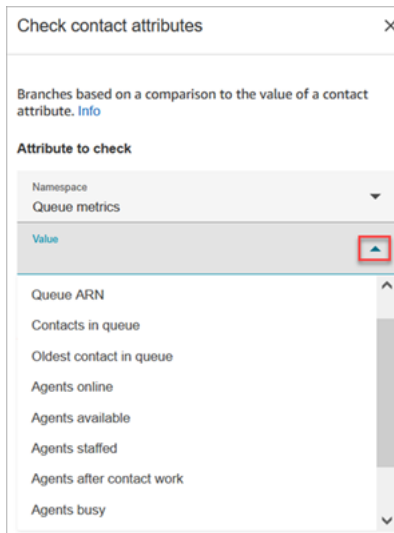 Check contact attributes
Branches based on a comparison to the value of a contact
attribute. Info
Attribute to check
Namespace
Queue metrics
Value
Queue ARN
Contacts in queue
Oldest contact in queue
Agents online
Agents available
Agents staffed
Agents after contact work
Agents busy